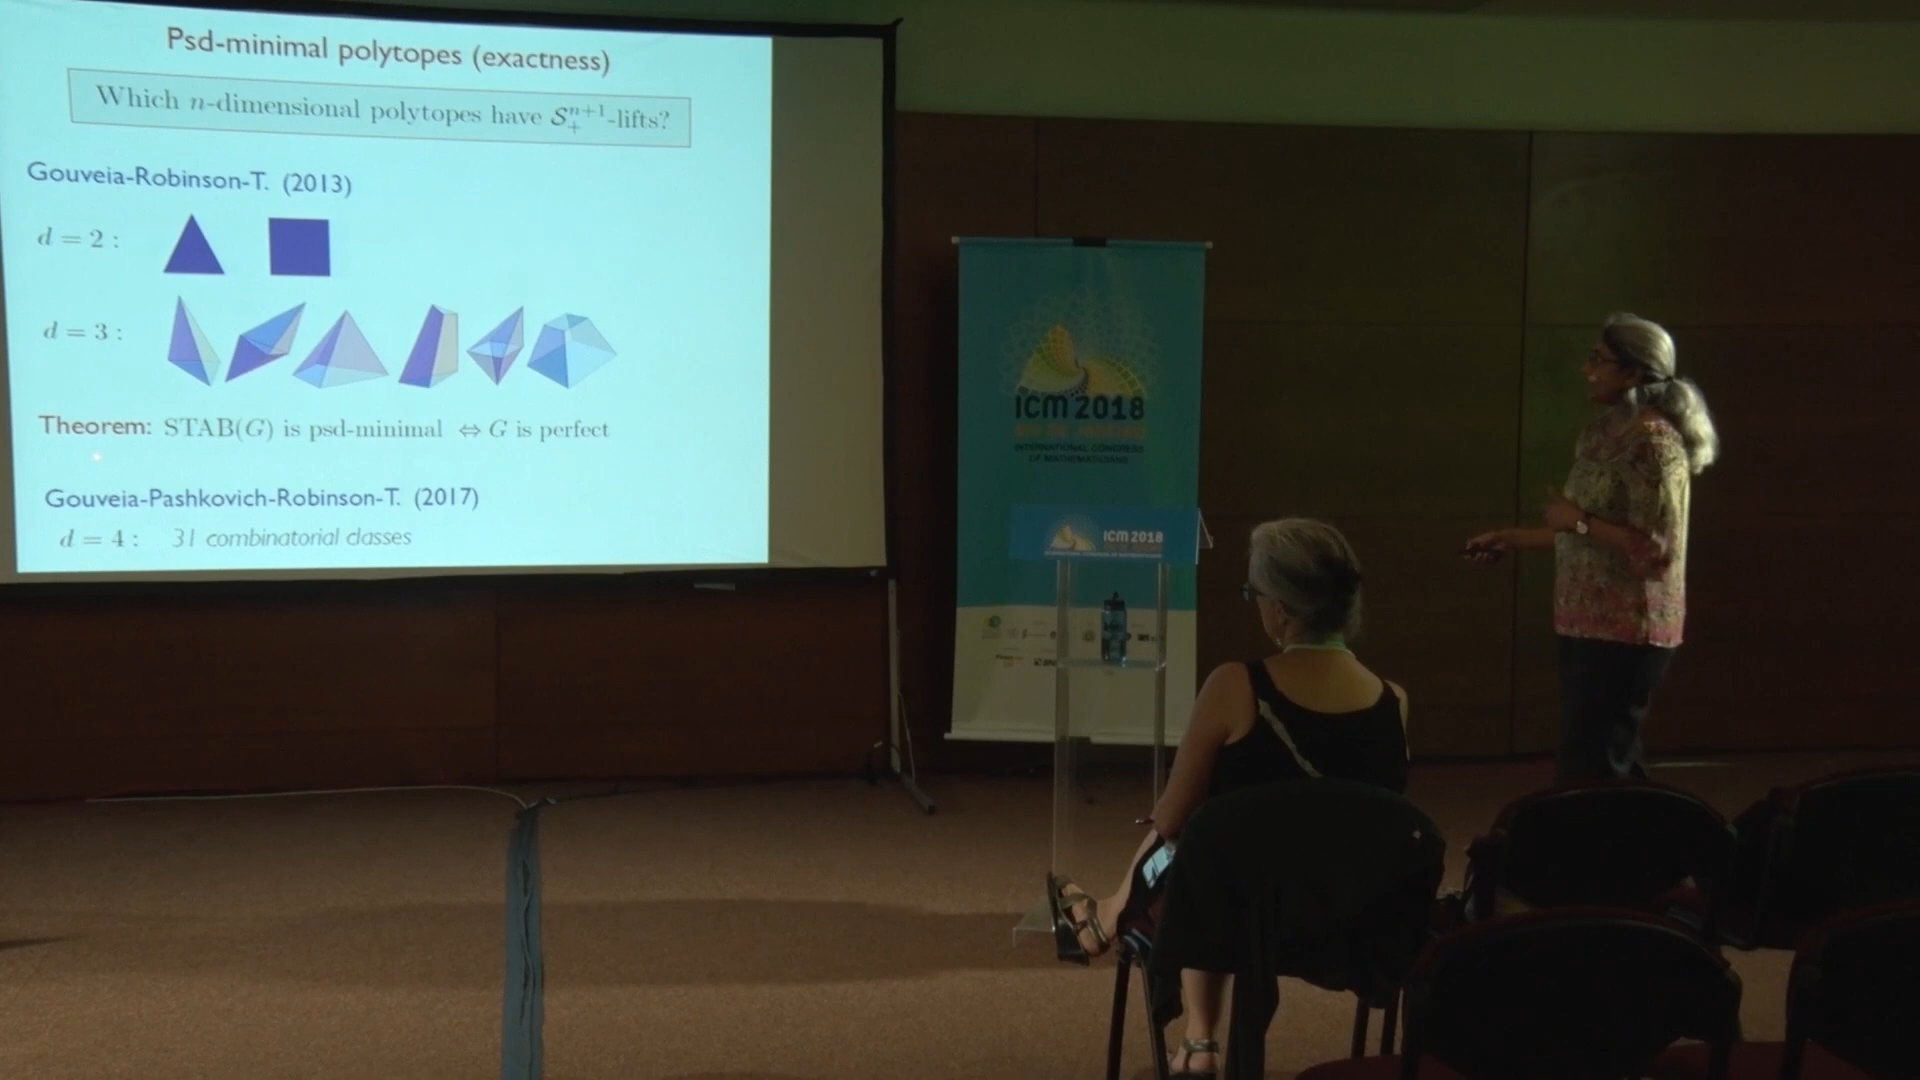 Psd-minimal polytopes (exactness)
Which n-dimensional polytopes have S₊ⁿ⁺¹-lifts?
Gouveia-Robinson-T. (2013)
d = 2 :
d = 3 :
Theorem: STAB(G) is psd-minimal ⇔ G is perfect
Gouveia-Pashkovich-Robinson-T. (2017)
d = 4 : 31 combinatorial classes
ICM 2018
INTERNATIONAL CONGRESS
OF MATHEMATICIANS
ICM 2018